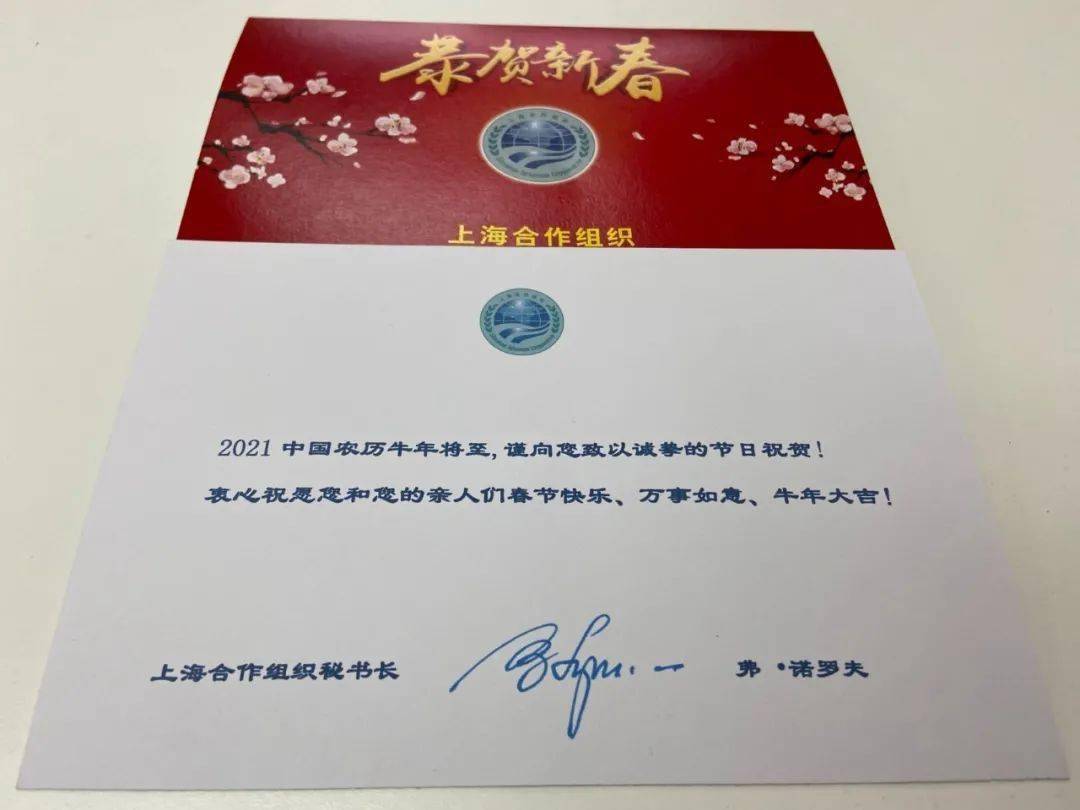 恭贺新春
上海合作组织
2021 中国农历牛年将至,谨向您致以诚挚的节日祝贺!
衷心祝愿您和您的亲人们春节快乐、万事如意、牛年大吉!
上海合作组织秘书长 弗·诺罗夫